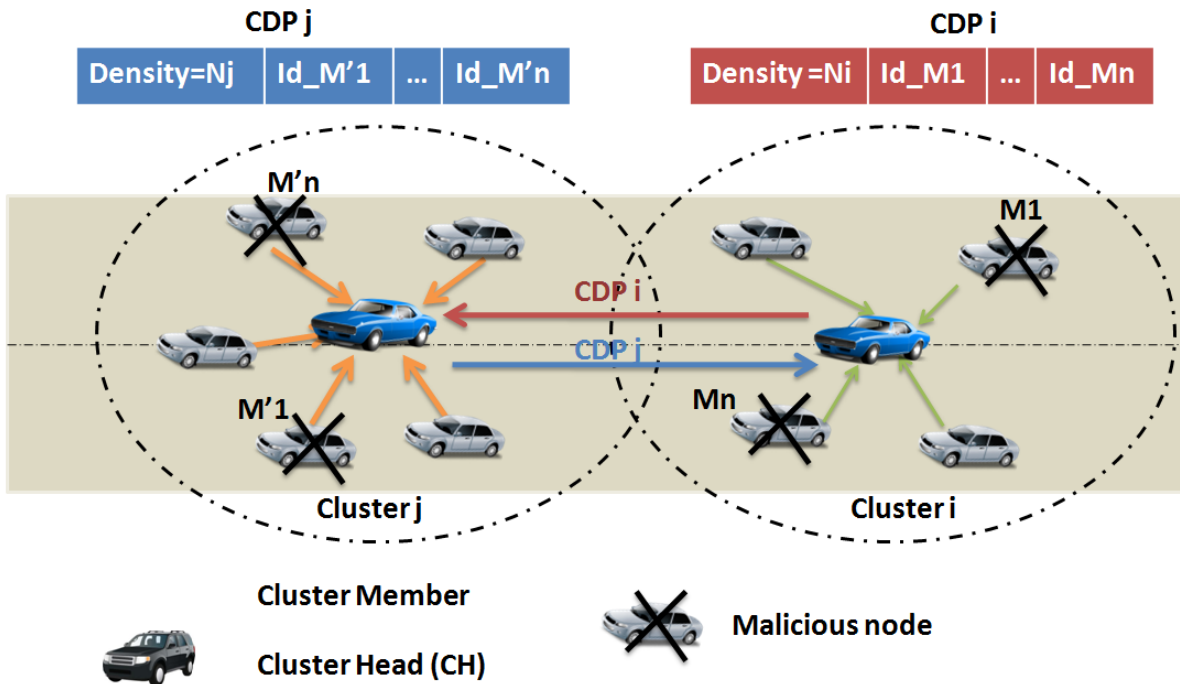 CDP j
CDP i
Density=Nj Id_M'1 ... Id_M'n
Density =Ni Id_M1 ... Id_Mn
M'n
M1
CDP i
CDP j
M'1
Mn
Cluster j
Cluster i
Cluster Member
Malicious node
Cluster Head (CH)